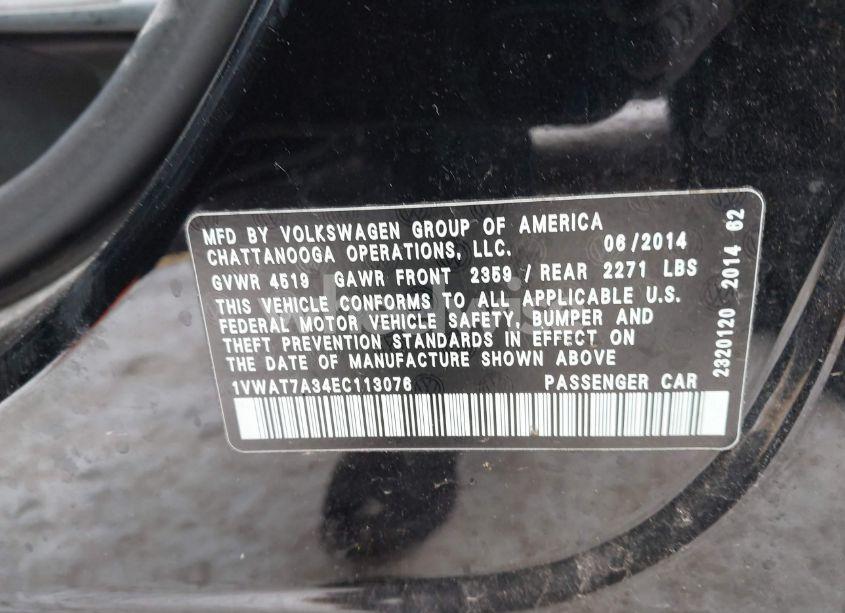 MFD BY VOLKSWAGEN GROUP OF AMERICA
CHATTANOOGA OPERATIONS, LLC. 06/2014
GVWR 4519 GAWR FRONT 2359 / REAR 2271 LBS
THIS VEHICLE CONFORMS TO ALL APPLICABLE U.S.
FEDERAL MOTOR VEHICLE SAFETY, BUMPER AND
THEFT PREVENTION STANDARDS IN EFFECT ON
THE DATE OF MANUFACTURE SHOWN ABOVE
1VWAT7A34EC113076 PASSENGER CAR
2320120 2014 62